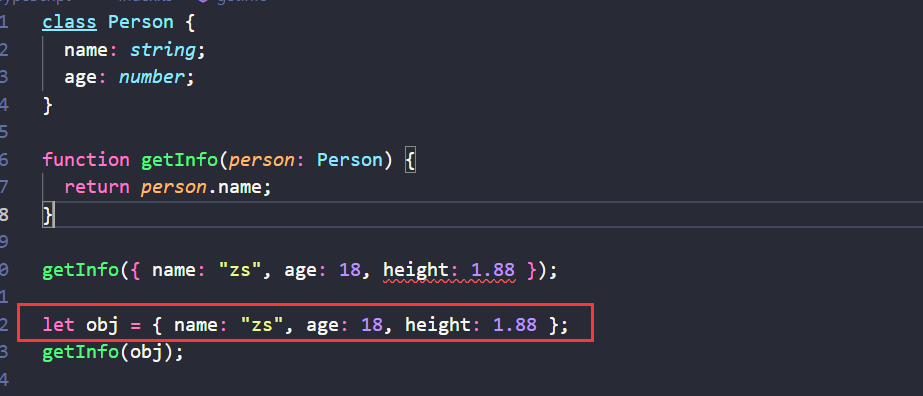 1 class Person {
2 name: string;
3 age: number;
4 }
5
6 function getInfo(person: Person) {
7 return person.name;
8 }
9
0 getInfo({ name: "zs", age: 18, height: 1.88 });
1
2 let obj = { name: "zs", age: 18, height: 1.88 };
3 getInfo(obj);
4